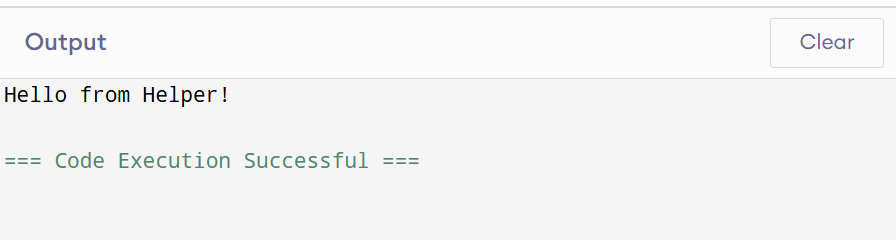 Output
Clear
Hello from Helper!
=== Code Execution Successful ===